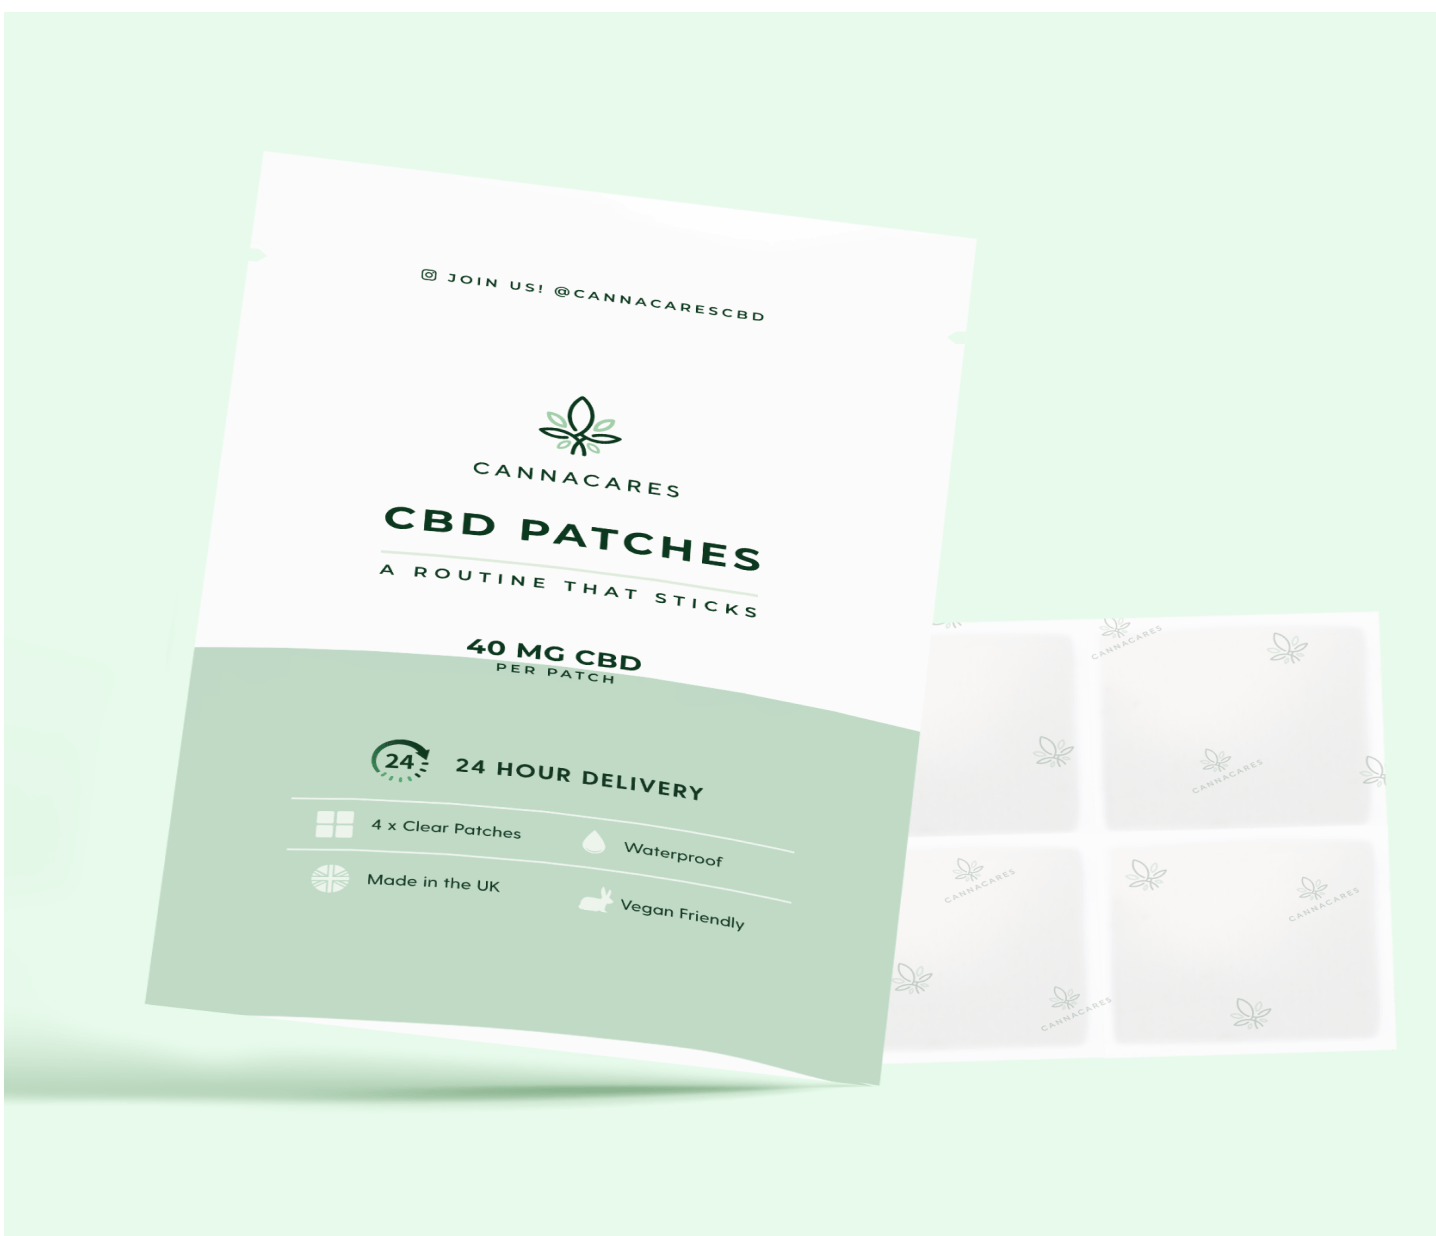 JOIN US! @CANNACARESCBD
CANNACARES
CBD PATCHES
A ROUTINE THAT STICKS
40 MG CBD
PER PATCH
24
24 HOUR DELIVERY
4 x Clear Patches
Waterproof
Made in the UK
Vegan Friendly
CANNACARES
CANNACARES
CANNACARES
CANNACARES
CANNACARES